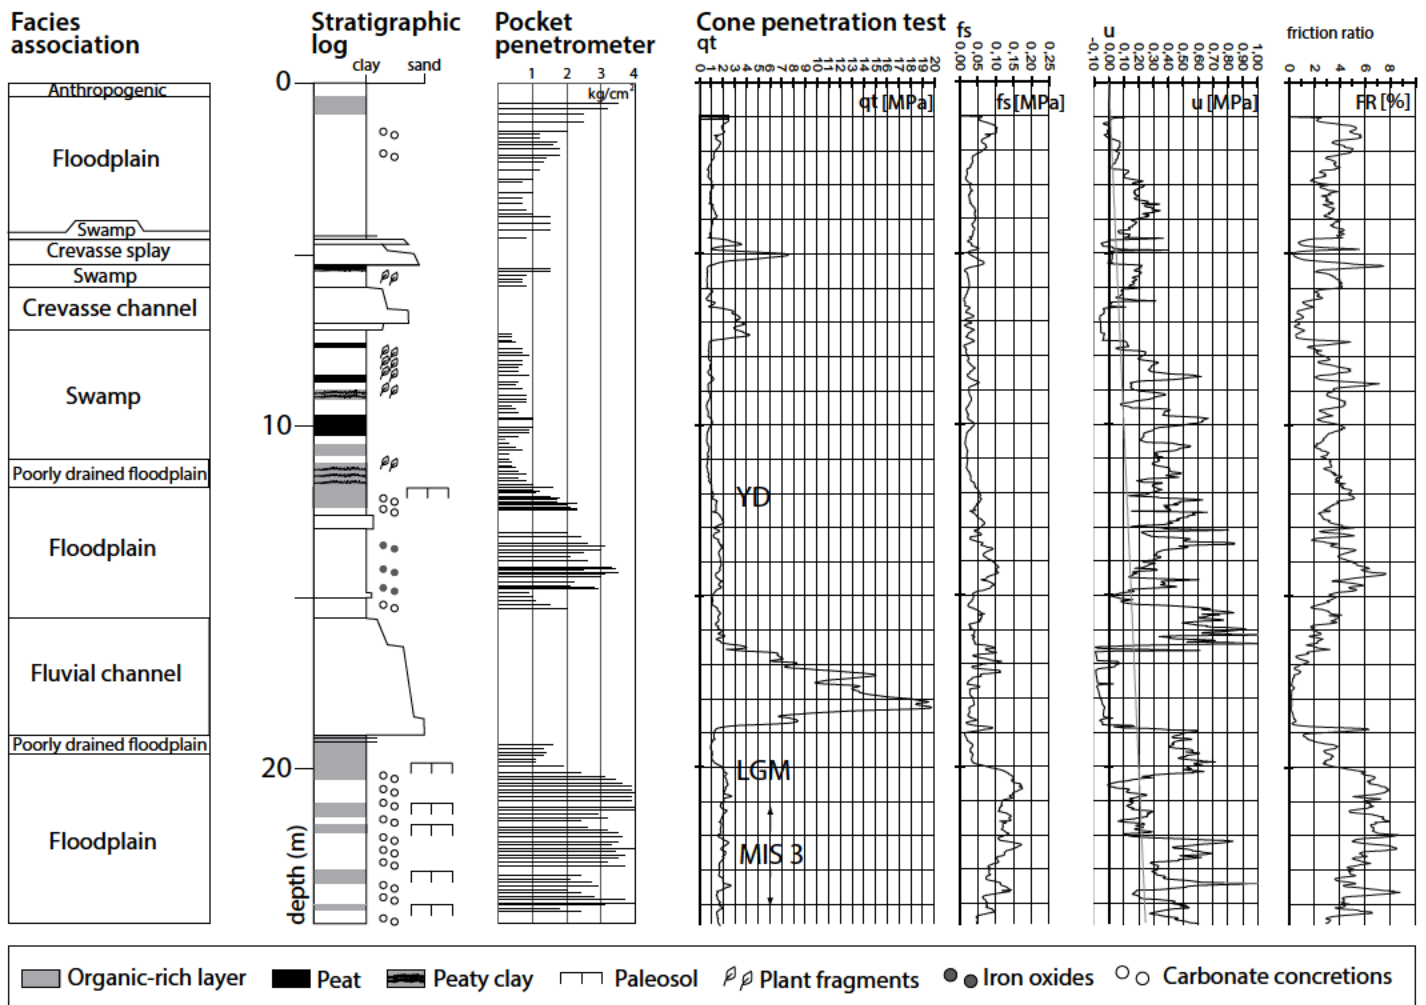 Facies
association
Stratigraphic
log
clay
sand
Pocket
penetrometer
1
2
3
4
kg/cm²
Cone penetration test
qt
0
1
2
3
4
5
6
7
8
9
10
11
12
13
14
15
16
17
18
19
20
qt [MPa]
fs
0,00
0,05
0,10
0,15
0,20
0,25
fs[MPa]
u
-0,10
0,00
0,10
0,20
0,30
0,40
0,50
0,60
0,70
0,80
0,90
1,00
u [MPa]
friction ratio
0
2
4
6
8
FR [%]
0
10
20
depth (m)
Anthropogenic
Floodplain
Swamp
Crevasse splay
Swamp
Crevasse channel
Swamp
Poorly drained floodplain
Floodplain
Fluvial channel
Poorly drained floodplain
Floodplain
YD
LGM
MIS 3
Organic-rich layer
Peat
Peaty clay
Paleosol
Plant fragments
Iron oxides
Carbonate concretions